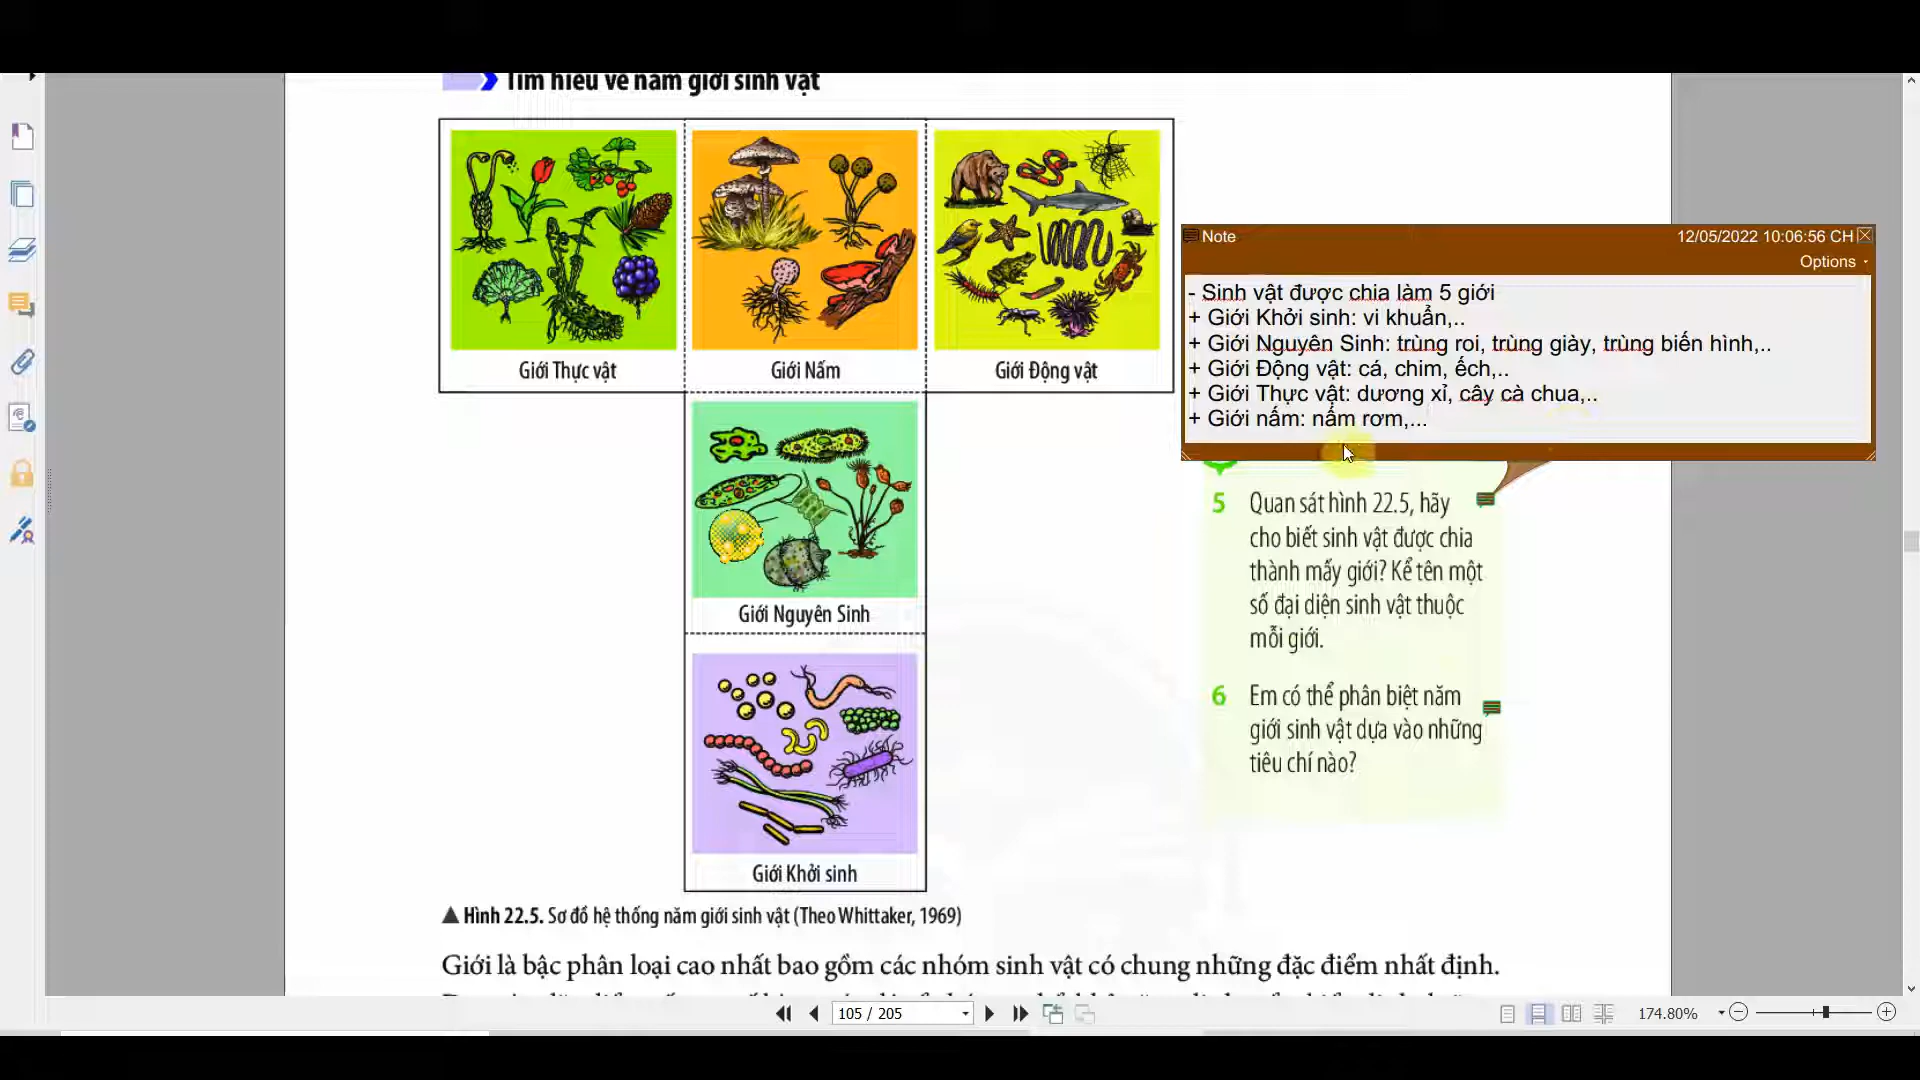 Tìm hiểu về năm giới sinh vật
Giới Thực vật
Giới Nấm
Giới Động vật
Giới Nguyên Sinh
Giới Khởi sinh
▲ Hình 22.5. Sơ đồ hệ thống năm giới sinh vật (Theo Whittaker, 1969)
Giới là bậc phân loại cao nhất bao gồm các nhóm sinh vật có chung những đặc điểm nhất định.
Note
12/05/2022 10:06:56 CH
Options
- Sinh vật được chia làm 5 giới
+ Giới Khởi sinh: vi khuẩn,..
+ Giới Nguyên Sinh: trùng roi, trùng giày, trùng biến hình,..
+ Giới Động vật: cá, chim, ếch,..
+ Giới Thực vật: dương xỉ, cây cà chua,..
+ Giới nấm: nấm rơm,...
5 Quan sát hình 22.5, hãy
cho biết sinh vật được chia
thành mấy giới? Kể tên một
số đại diện sinh vật thuộc
mỗi giới.
6 Em có thể phân biệt năm
giới sinh vật dựa vào những
tiêu chí nào?
105 / 205
174.80%